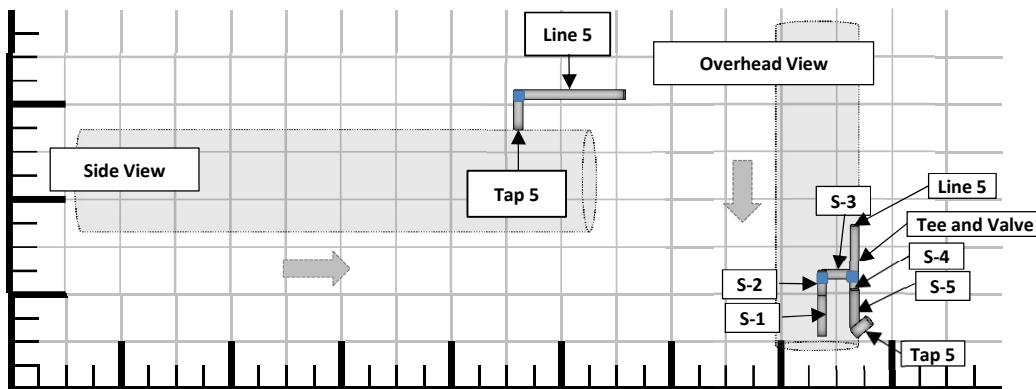 Line 5
Overhead View
Side View
Tap 5
S-3
Line 5
Tee and Valve
S-2
S-4
S-5
S-1
Tap 5